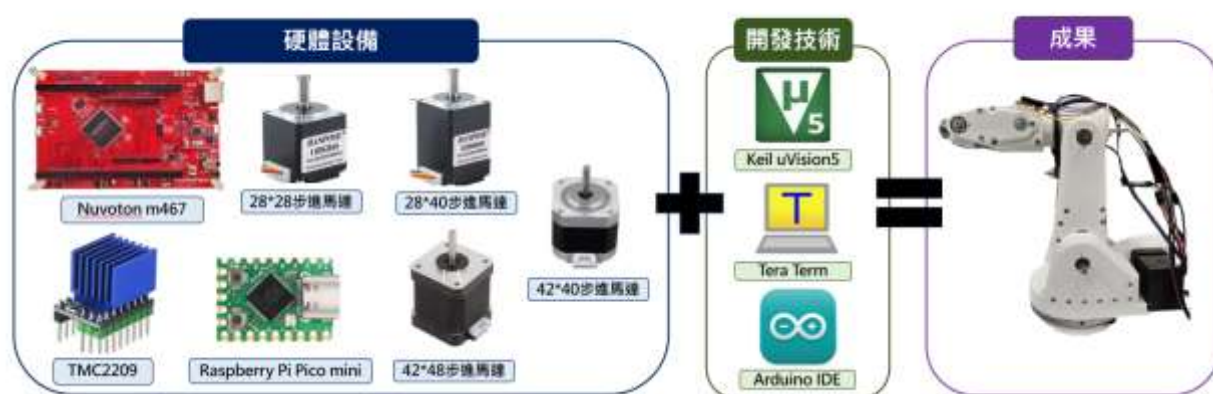 硬體設備
開發技術
成果
Nuvoton m467
28*28步進馬達
28*40步進馬達
42*40步進馬達
TMC2209
Raspberry Pi Pico mini
42*48步進馬達
μ
5
Keil uVision5
T
Tera Term
Arduino IDE